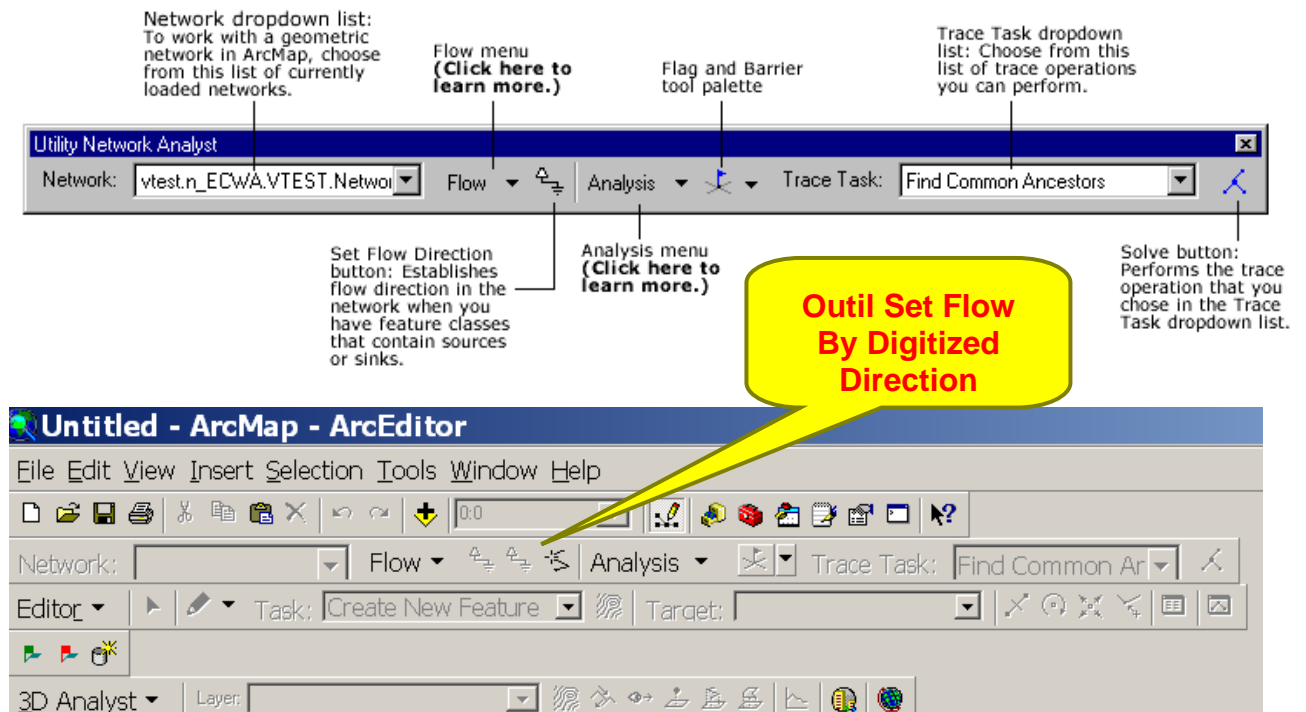 Network dropdown list:
To work with a geometric
network in ArcMap, choose
from this list of currently
loaded networks.
Flow menu
(Click here to
learn more.)
Flag and Barrier
tool palette
Trace Task dropdown
list: Choose from this
list of trace operations
you can perform.
Utility Network Analyst
Network: vtest.n_ECWA.VTEST.Networ Flow Analysis Trace Task: Find Common Ancestors
Set Flow Direction
button: Establishes
flow direction in the
network when you
have feature classes
that contain sources
or sinks.
Analysis menu
(Click here to
learn more.)
Solve button:
Performs the trace
operation that you
chose in the Trace
Task dropdown list.
Outil Set Flow
By Digitized
Direction
Untitled - ArcMap - ArcEditor
File Edit View Insert Selection Tools Window Help
0:0
Network: Flow Analysis Trace Task: Find Common Ar
Editor Task: Create New Feature Target:
3D Analyst Layer: